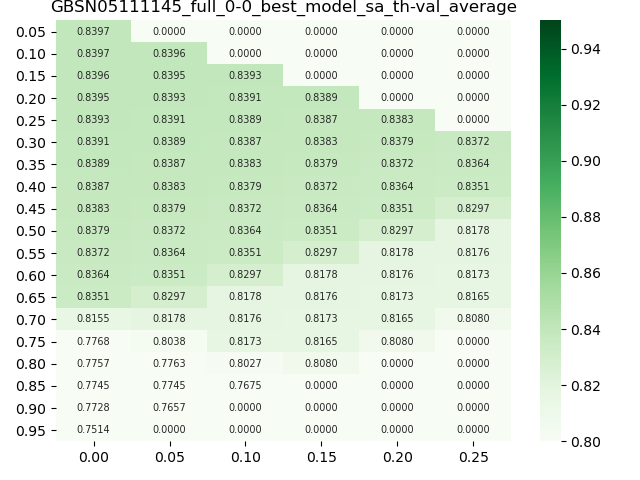 GBSN05111145_full_0-0_best_model_sa_th-val_average
0.05 0.8397 0.0000 0.0000 0.0000 0.0000 0.0000
0.10 0.8397 0.8396 0.0000 0.0000 0.0000 0.0000
0.15 0.8396 0.8395 0.8393 0.0000 0.0000 0.0000
0.20 0.8395 0.8393 0.8391 0.8389 0.0000 0.0000
0.25 0.8393 0.8391 0.8389 0.8387 0.8383 0.0000
0.30 0.8391 0.8389 0.8387 0.8383 0.8379 0.8372
0.35 0.8389 0.8387 0.8383 0.8379 0.8372 0.8364
0.40 0.8387 0.8383 0.8379 0.8372 0.8364 0.8351
0.45 0.8383 0.8379 0.8372 0.8364 0.8351 0.8297
0.50 0.8379 0.8372 0.8364 0.8351 0.8297 0.8178
0.55 0.8372 0.8364 0.8351 0.8297 0.8178 0.8176
0.60 0.8364 0.8351 0.8297 0.8178 0.8176 0.8173
0.65 0.8351 0.8297 0.8178 0.8176 0.8173 0.8165
0.70 0.8155 0.8178 0.8176 0.8173 0.8165 0.8080
0.75 0.7768 0.8038 0.8173 0.8165 0.8080 0.0000
0.80 0.7757 0.7763 0.8027 0.8080 0.0000 0.0000
0.85 0.7745 0.7745 0.7675 0.0000 0.0000 0.0000
0.90 0.7728 0.7657 0.0000 0.0000 0.0000 0.0000
0.95 0.7514 0.0000 0.0000 0.0000 0.0000 0.0000
0.00 0.05 0.10 0.15 0.20 0.25
0.94
0.92
0.90
0.88
0.86
0.84
0.82
0.80